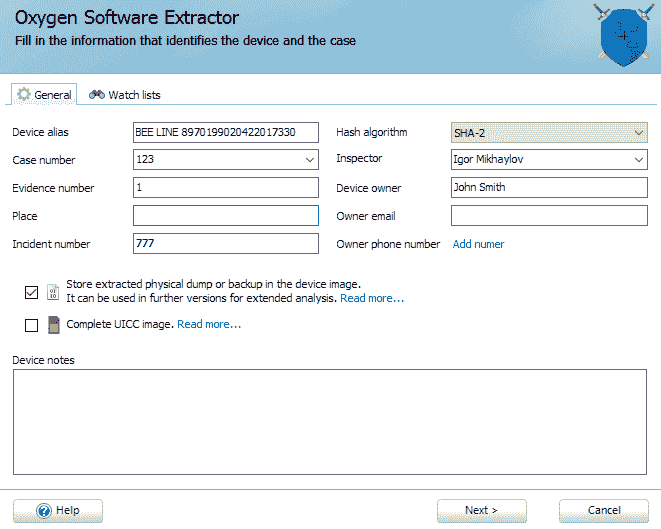 Oxygen Software Extractor
Fill in the information that identifies the device and the case
General Watch lists
Device alias BEE LINE 8970199020422017330 Hash algorithm SHA-2
Case number 123 Inspector Igor Mikhaylov
Evidence number 1 Device owner John Smith
Place Owner email
Incident number 777 Owner phone number Add numer
Store extracted physical dump or backup in the device image.
It can be used in further versions for extended analysis. Read more...
Complete UICC image. Read more...
Device notes
Help Next > Cancel